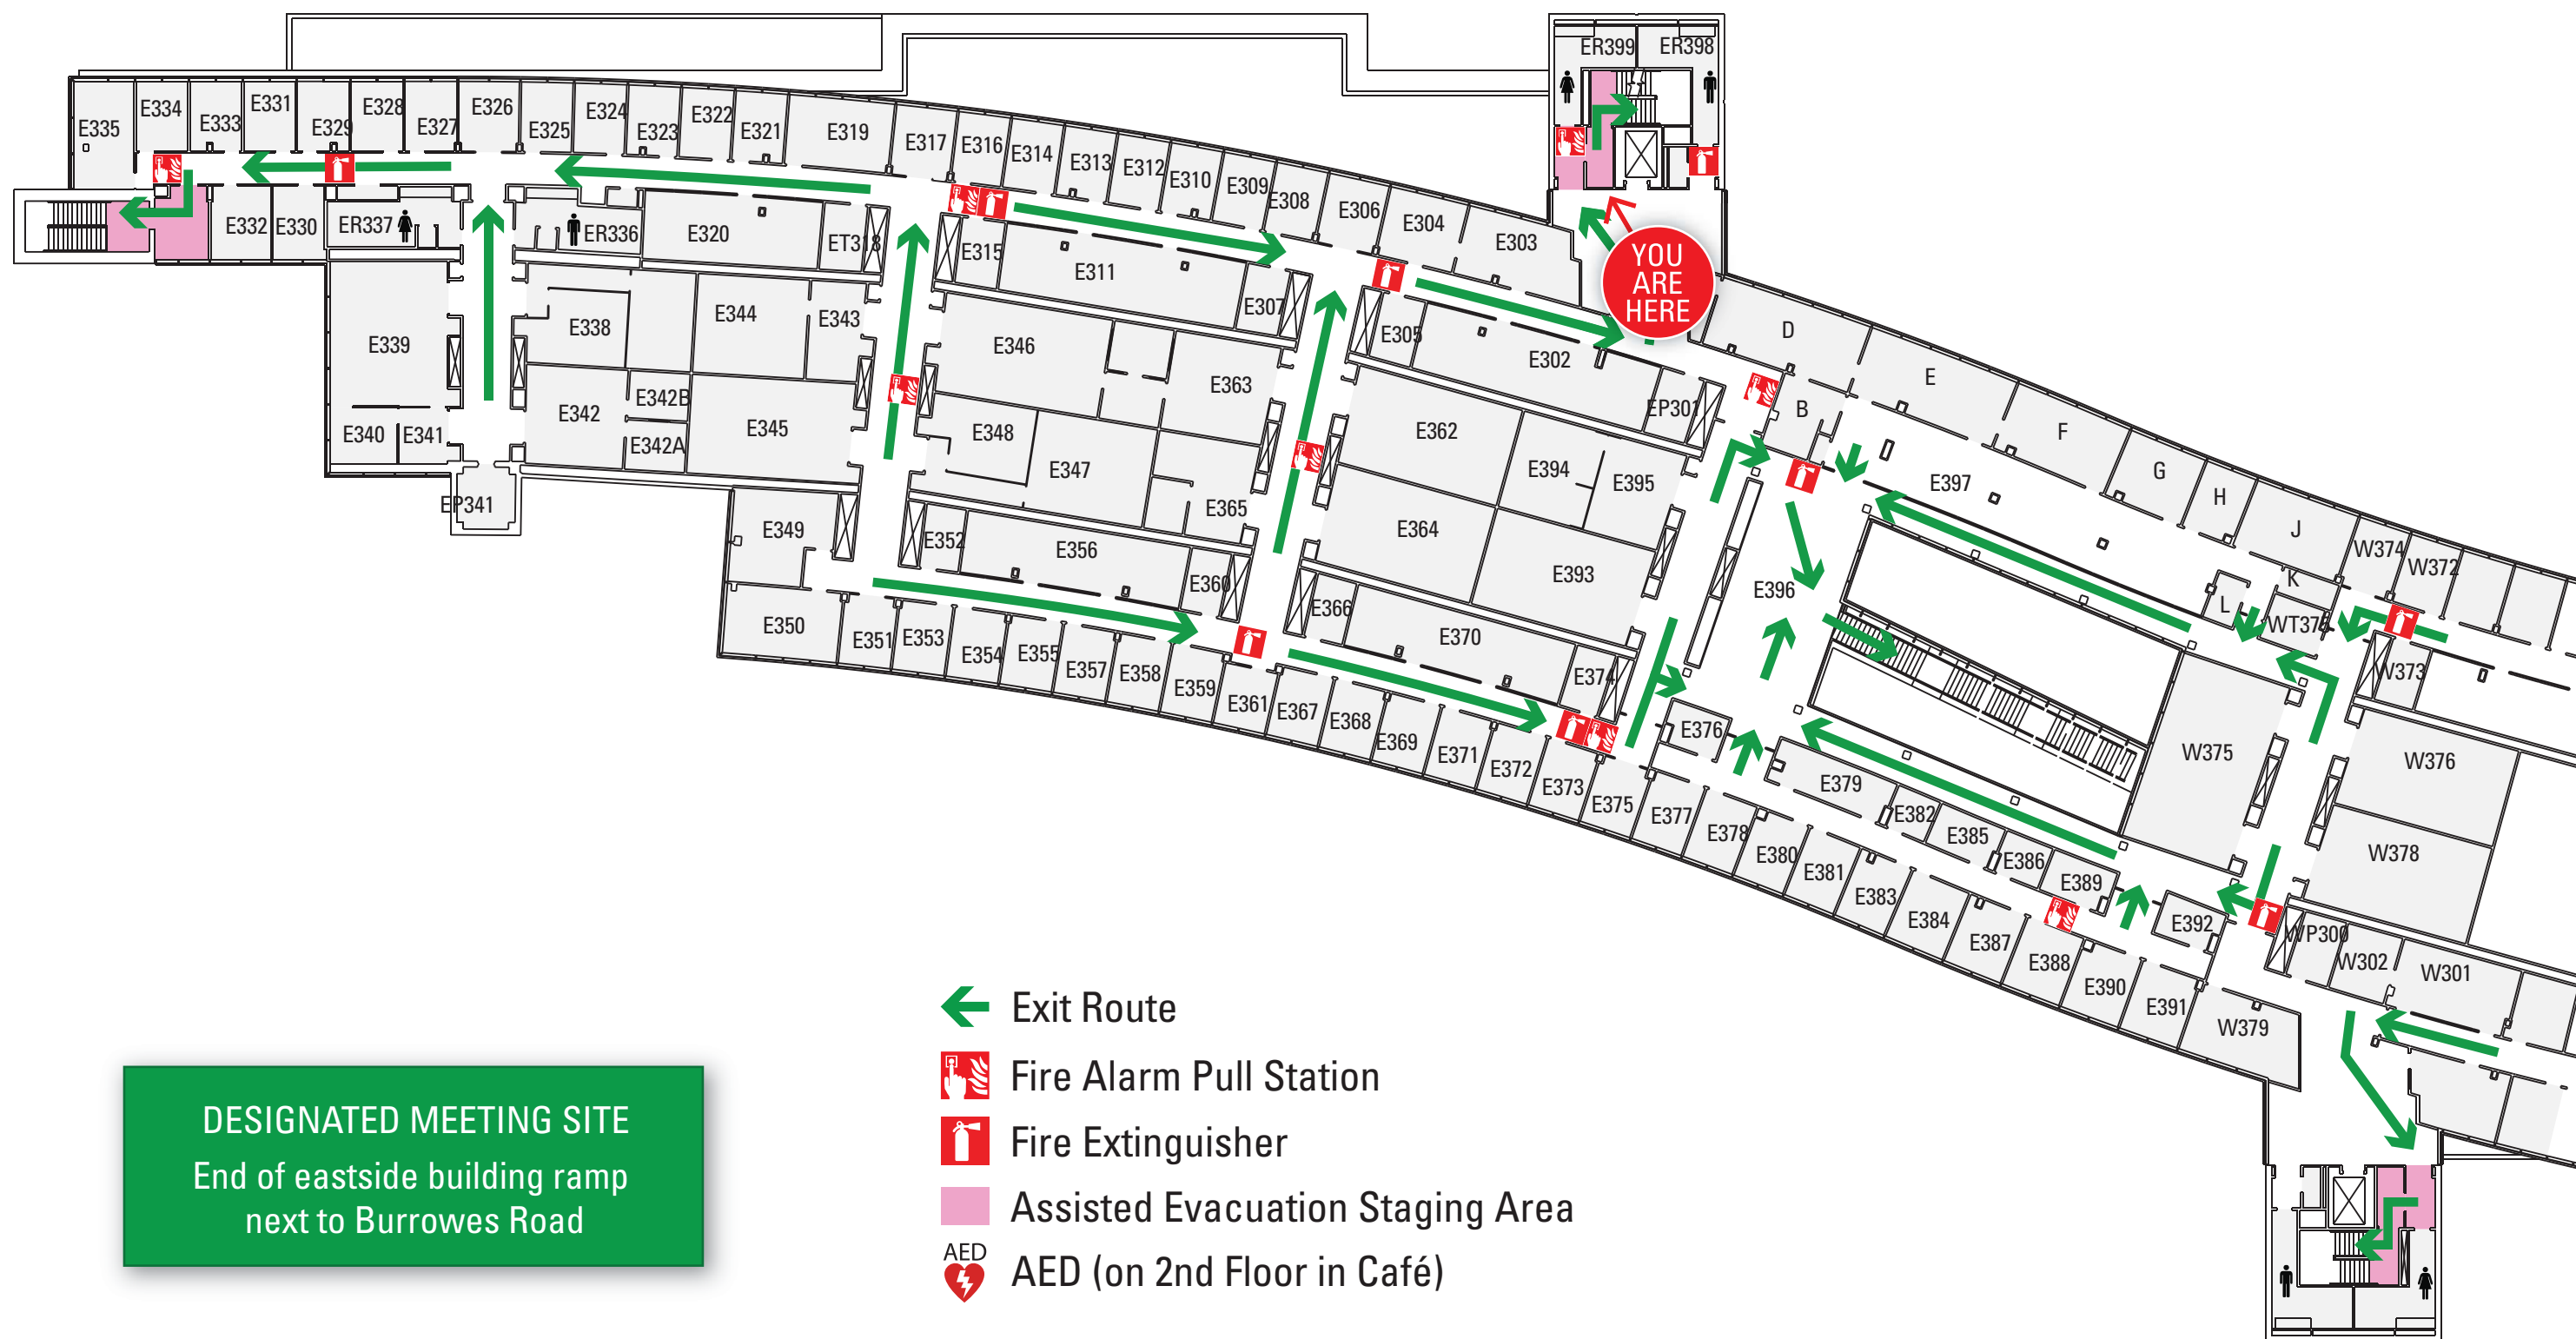 ER399
ER398
E335
E334
E333
E331
E329
E328
E327
E326
E325
E324
E323
E322
E321
E319
E317
E316
E314
E313
E312
E310
E309
E308
E306
E304
E303
YOU
ARE
HERE
E332
E330
ER337
ER336
E320
ET318
E315
E311
E307
E305
E302
EP301
D
E
F
G
H
J
K
L
B
E397
W374
W372
WT375
W373
E339
E340
E341
EP341
E338
E344
E343
E342
E342B
E342A
E345
E346
E363
E348
E347
E365
E362
E394
E395
E364
E393
E396
E349
E350
E352
E356
E360
E366
E370
E374
E376
E351
E353
E354
E355
E357
E358
E359
E361
E367
E368
E369
E371
E372
E373
E375
E377
E378
E380
E381
E383
E384
E387
E388
E390
E391
E379
E382
E385
E386
E389
E392
W375
W376
W378
WP300
W302
W301
W379
Exit Route
Fire Alarm Pull Station
Fire Extinguisher
Assisted Evacuation Staging Area
AED
AED (on 2nd Floor in Café)
DESIGNATED MEETING SITE
End of eastside building ramp
next to Burrowes Road